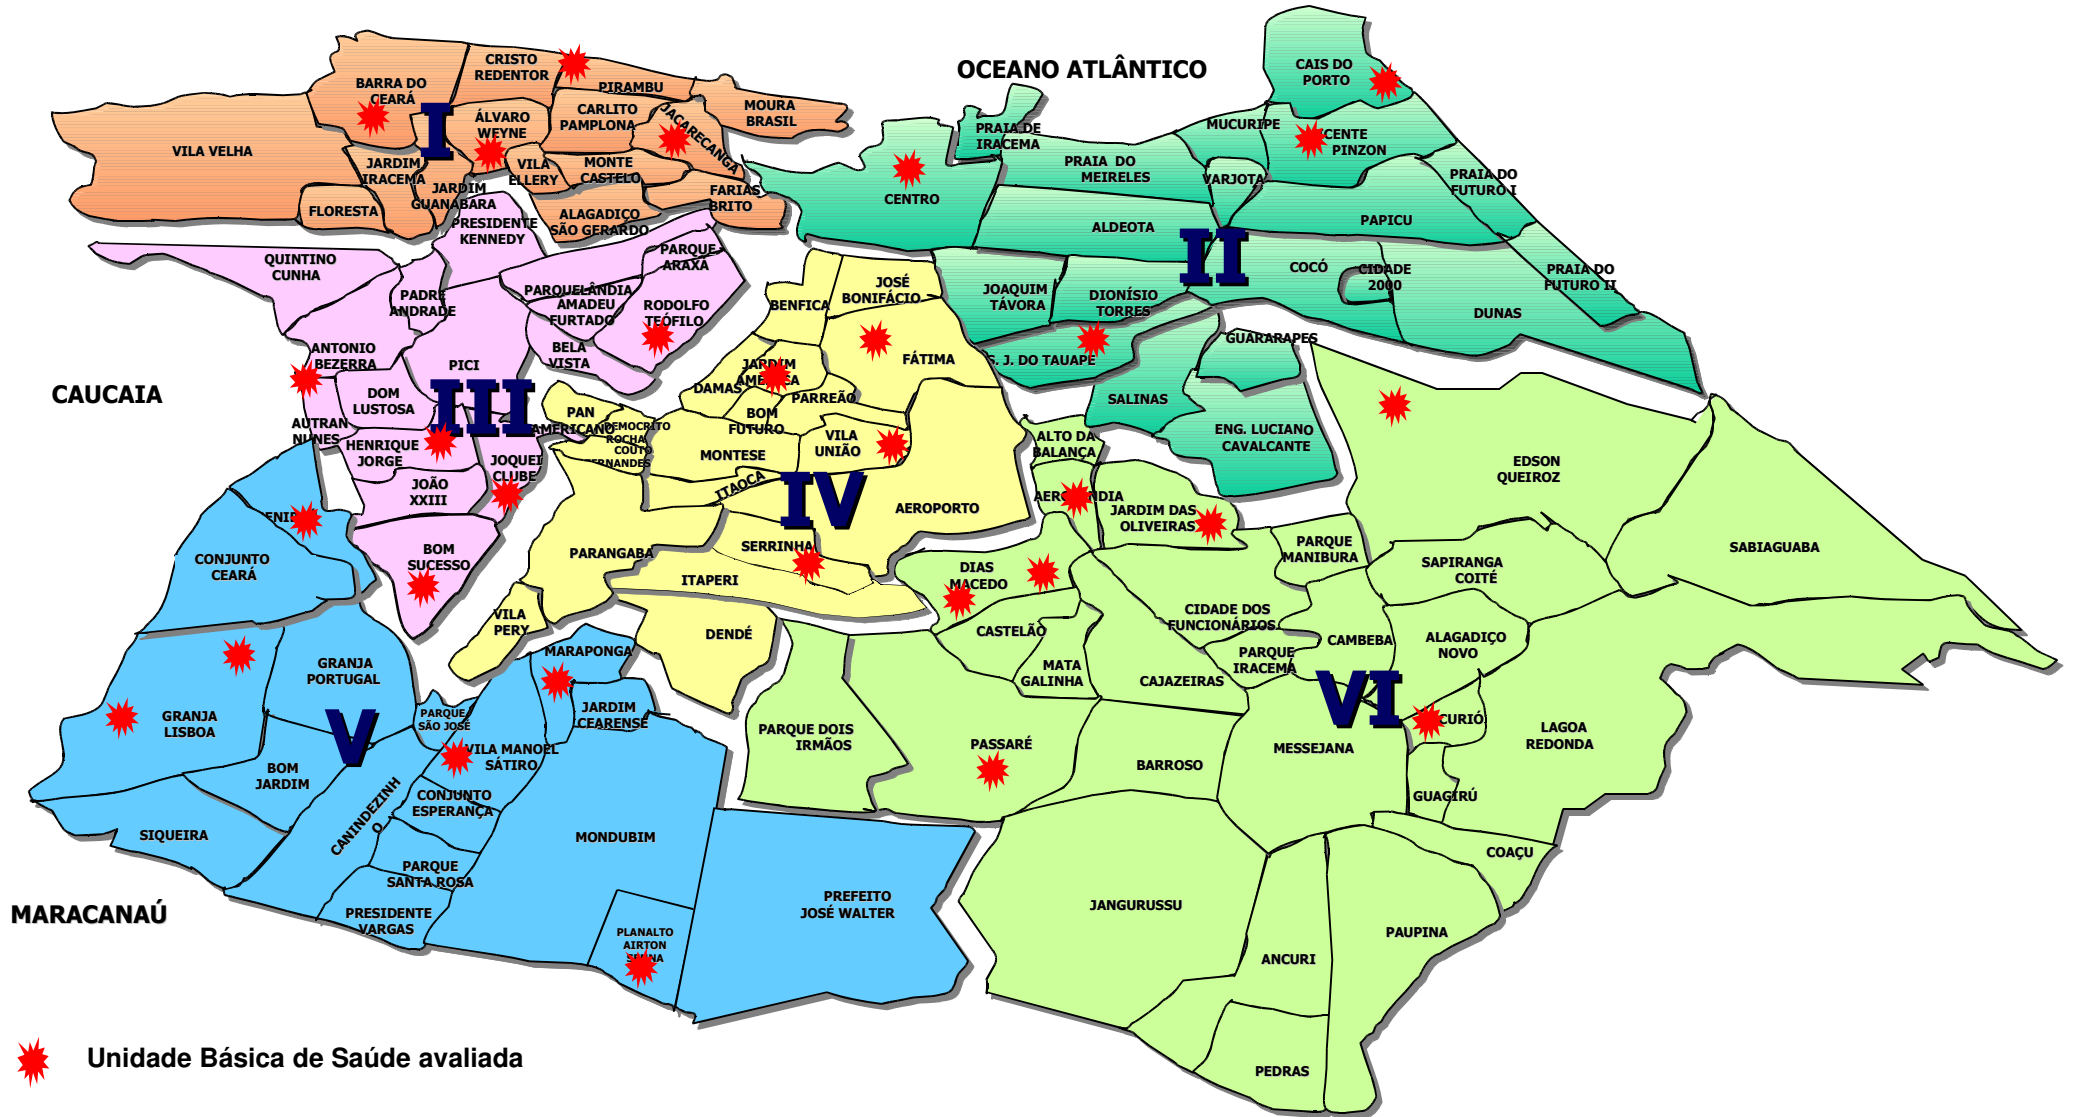 OCEANO ATLÂNTICO
CAUCAIA
MARACANAÚ
I
BARRA DO
CEARÁ
CRISTO
REDENTOR
PIRAMBU
MOURA
BRASIL
VILA VELHA
ÁLVARO
WEYNE
CARLITO
PAMPLONA
JACARECANGA
JARDIM
IRACEMA
VILA
ELLERY
MONTE
CASTELO
FLORESTA
JARDIM
GUANABARA
ALAGADIÇO
SÃO GERARDO
FARIAS
BRITO
II
CAIS DO
PORTO
PRAIA DE
IRACEMA
MUCURIPE
CENTE
PINZON
CENTRO
PRAIA DO
MEIRELES
VARJOTA
PRAIA DO
FUTURO I
ALDEOTA
PAPICU
JOAQUIM
TÁVORA
DIONÍSIO
TORRES
COCÓ
CIDADE
2000
PRAIA DO
FUTURO II
DUNAS
S. J. DO TAUAPE
GUARARAPES
SALINAS
ENG. LUCIANO
CAVALCANTE
III
PRESIDENTE
KENNEDY
QUINTINO
CUNHA
PADRE
ANDRADE
PARQUE
ARAXÁ
PARQUELÂNDIA
AMADEU
FURTADO
RODOLFO
TEÓFILO
ANTONIO
BEZERRA
PICI
BELA
VISTA
DOM
LUSTOSA
AUTRAN
NUNES
HENRIQUE
JORGE
JOQUEI
CLUBE
JOÃO
XXIII
BOM
SUCESSO
IV
BENFICA
JOSÉ
BONIFÁCIO
FÁTIMA
JARDIM
AMÉRICA
DAMAS
PARREÃO
BOM
FUTURO
PAN
AMERICANO
DEMOCRITO
ROCHA
COUTO
FERNANDES
MONTESE
VILA
UNIÃO
ITAOCA
AEROPORTO
PARANGABA
SERRINHA
ITAPERI
VILA
PERY
DENDÉ
V
CONJUNTO
CEARÁ
GRANJA
PORTUGAL
GRANJA
LISBOA
MARAPONGA
JARDIM
CEARENSE
PARQUE
SÃO JOSÉ
VILA MANOEL
SÁTIRO
BOM
JARDIM
CANINDEZINH
O
CONJUNTO
ESPERANÇA
SIQUEIRA
MONDUBIM
PARQUE
SANTA ROSA
PRESIDENTE
VARGAS
PLANALTO
AIRTON
PREFEITO
JOSÉ WALTER
VI
ALTO DA
BALANÇA
JARDIM DAS
OLIVEIRAS
EDSON
QUEIROZ
PARQUE
MANIBURA
SAPIRANGA
COITÉ
SABIAGUABA
DIAS
MACEDO
CIDADE DOS
FUNCIONÁRIOS
CASTELÃO
CAMBEBA
ALAGADIÇO
NOVO
MATA
GALINHA
PARQUE
IRACEMA
CAJAZEIRAS
PARQUE DOIS
IRMÃOS
PASSARÉ
CURIÓ
LAGOA
REDONDA
BARROSO
MESSEJANA
GUAGIRÚ
COAÇU
JANGURUSSU
PAUPINA
ANCURI
PEDRAS
Unidade Básica de Saúde avaliada